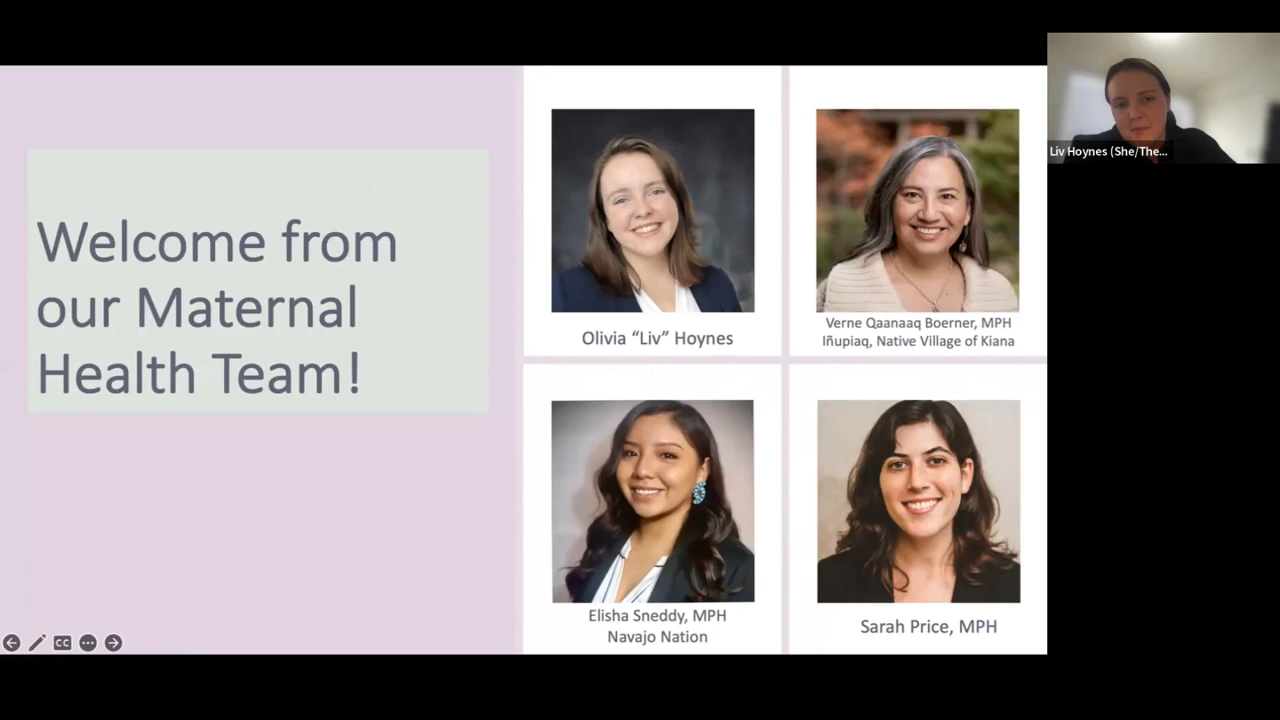 Welcome from
our Maternal
Health Team!
Olivia “Liv” Hoynes
Verne Qaanaaq Boerner, MPH
Iñupiaq, Native Village of Kiana
Elisha Sneddy, MPH
Navajo Nation
Sarah Price, MPH
Liv Hoynes (She/The...
CC